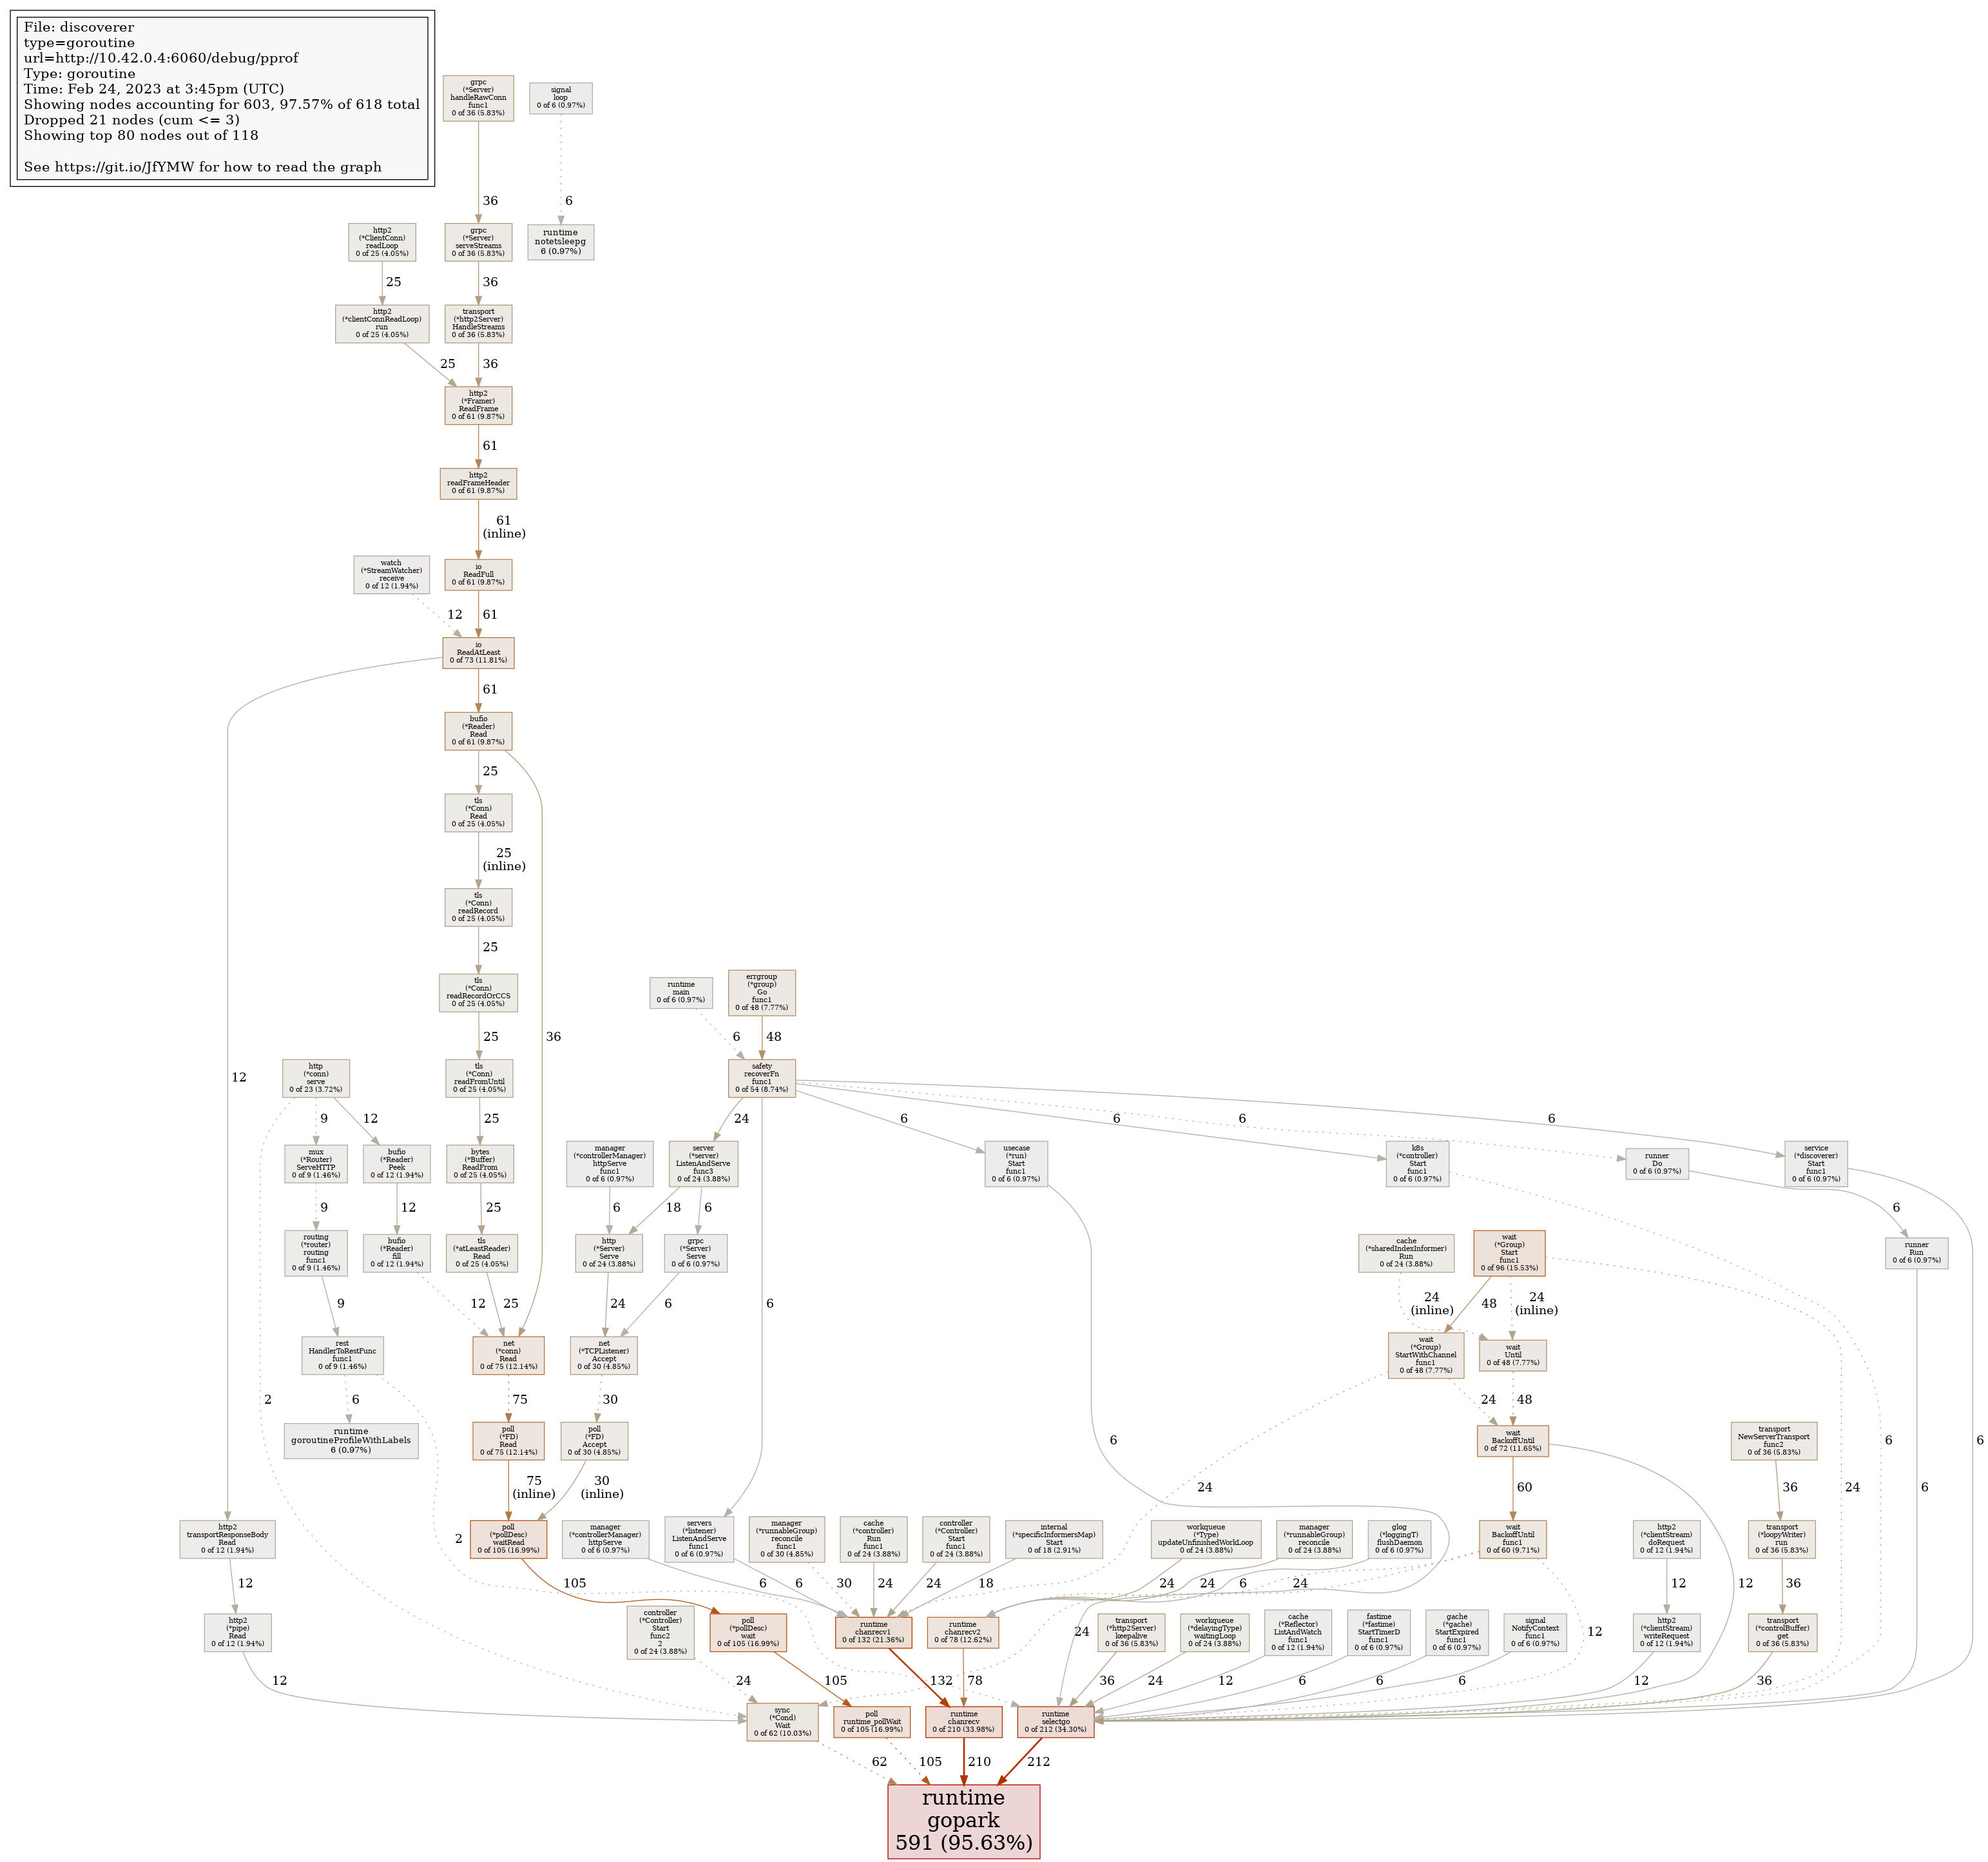 File: discoverer
type=goroutine
url=http://10.42.0.4:6060/debug/pprof
Type: goroutine
Time: Feb 24, 2023 at 3:45pm (UTC)
Showing nodes accounting for 603, 97.57% of 618 total
Dropped 21 nodes (cum <= 3)
Showing top 80 nodes out of 118
See https://git.io/JfYMW for how to read the graph
grpc
(*Server)
handleRawConn
func1
0 of 36 (5.83%)
signal
loop
0 of 6 (0.97%)
36
6
http2
(*ClientConn)
readLoop
0 of 25 (4.05%)
grpc
(*Server)
serveStreams
0 of 36 (5.83%)
runtime
notetsleepg
6 (0.97%)
25
36
http2
(*clientConnReadLoop)
run
0 of 25 (4.05%)
transport
(*http2Server)
HandleStreams
0 of 36 (5.83%)
25
36
http2
(*Framer)
ReadFrame
0 of 61 (9.87%)
61
http2
readFrameHeader
0 of 61 (9.87%)
61
(inline)
watch
(*StreamWatcher)
receive
0 of 12 (1.94%)
io
ReadFull
0 of 61 (9.87%)
12
61
io
ReadAtLeast
0 of 73 (11.81%)
61
bufio
(*Reader)
Read
0 of 61 (9.87%)
25
tls
(*Conn)
Read
0 of 25 (4.05%)
25
(inline)
tls
(*Conn)
readRecord
0 of 25 (4.05%)
25
tls
(*Conn)
readRecordOrCCS
0 of 25 (4.05%)
runtime
main
0 of 6 (0.97%)
errgroup
(*group)
Go
func1
0 of 48 (7.77%)
25
36
6
48
12
http
(*conn)
serve
0 of 23 (3.72%)
tls
(*Conn)
readFromUntil
0 of 25 (4.05%)
safety
recoverFn
func1
0 of 54 (8.74%)
9
12
25
24
6
6
6
6
mux
(*Router)
ServeHTTP
0 of 9 (1.46%)
bufio
(*Reader)
Peek
0 of 12 (1.94%)
bytes
(*Buffer)
ReadFrom
0 of 25 (4.05%)
manager
(*controllerManager)
httpServe
func1
0 of 6 (0.97%)
server
(*server)
ListenAndServe
func3
0 of 24 (3.88%)
usecase
(*run)
Start
func1
0 of 6 (0.97%)
k8s
(*controller)
Start
func1
0 of 6 (0.97%)
runner
Do
0 of 6 (0.97%)
service
(*discoverer)
Start
func1
0 of 6 (0.97%)
9
12
25
6
18
6
6
routing
(*router)
routing
func1
0 of 9 (1.46%)
bufio
(*Reader)
fill
0 of 12 (1.94%)
tls
(*atLeastReader)
Read
0 of 25 (4.05%)
http
(*Server)
Serve
0 of 24 (3.88%)
grpc
(*Server)
Serve
0 of 6 (0.97%)
cache
(*sharedIndexInformer)
Run
0 of 24 (3.88%)
wait
(*Group)
Start
func1
0 of 96 (15.53%)
runner
Run
0 of 6 (0.97%)
9
12
25
24
6
6
24
(inline)
48
24
(inline)
rest
HandlerToRestFunc
func1
0 of 9 (1.46%)
net
(*conn)
Read
0 of 75 (12.14%)
net
(*TCPListener)
Accept
0 of 30 (4.85%)
wait
(*Group)
StartWithChannel
func1
0 of 48 (7.77%)
wait
Until
0 of 48 (7.77%)
2
6
75
30
24
48
runtime
goroutineProfileWithLabels
6 (0.97%)
poll
(*FD)
Read
0 of 75 (12.14%)
poll
(*FD)
Accept
0 of 30 (4.85%)
6
wait
BackoffUntil
0 of 72 (11.65%)
transport
NewServerTransport
func2
0 of 36 (5.83%)
6
6
75
(inline)
30
(inline)
24
60
36
24
6
http2
transportResponseBody
Read
0 of 12 (1.94%)
2
poll
(*pollDesc)
waitRead
0 of 105 (16.99%)
manager
(*controllerManager)
httpServe
0 of 6 (0.97%)
servers
(*listener)
ListenAndServe
func1
0 of 6 (0.97%)
manager
(*runnableGroup)
reconcile
func1
0 of 30 (4.85%)
cache
(*controller)
Run
func1
0 of 24 (3.88%)
controller
(*Controller)
Start
func1
0 of 24 (3.88%)
internal
(*specificInformersMap)
Start
0 of 18 (2.91%)
workqueue
(*Type)
updateUnfinishedWorkLoop
0 of 24 (3.88%)
manager
(*runnableGroup)
reconcile
0 of 24 (3.88%)
glog
(*loggingT)
flushDaemon
0 of 6 (0.97%)
wait
BackoffUntil
func1
0 of 60 (9.71%)
http2
(*clientStream)
doRequest
0 of 12 (1.94%)
transport
(*loopyWriter)
run
0 of 36 (5.83%)
12
105
6
6
30
24
24
18
24
24
6
24
12
12
36
http2
(*pipe)
Read
0 of 12 (1.94%)
controller
(*Controller)
Start
func2
2
0 of 24 (3.88%)
poll
(*pollDesc)
wait
0 of 105 (16.99%)
runtime
chanrecv1
0 of 132 (21.36%)
runtime
chanrecv2
0 of 78 (12.62%)
24
transport
(*http2Server)
keepalive
0 of 36 (5.83%)
workqueue
(*delayingType)
waitingLoop
0 of 24 (3.88%)
cache
(*Reflector)
ListAndWatch
func1
0 of 12 (1.94%)
fastime
(*fastime)
StartTimerD
func1
0 of 6 (0.97%)
gache
(*gache)
StartExpired
func1
0 of 6 (0.97%)
signal
NotifyContext
func1
0 of 6 (0.97%)
12
http2
(*clientStream)
writeRequest
0 of 12 (1.94%)
transport
(*controlBuffer)
get
0 of 36 (5.83%)
12
24
105
132
78
36
24
12
6
6
6
12
36
sync
(*Cond)
Wait
0 of 62 (10.03%)
poll
runtime_pollWait
0 of 105 (16.99%)
runtime
chanrecv
0 of 210 (33.98%)
runtime
selectgo
0 of 212 (34.30%)
62
105
210
212
runtime
gopark
591 (95.63%)